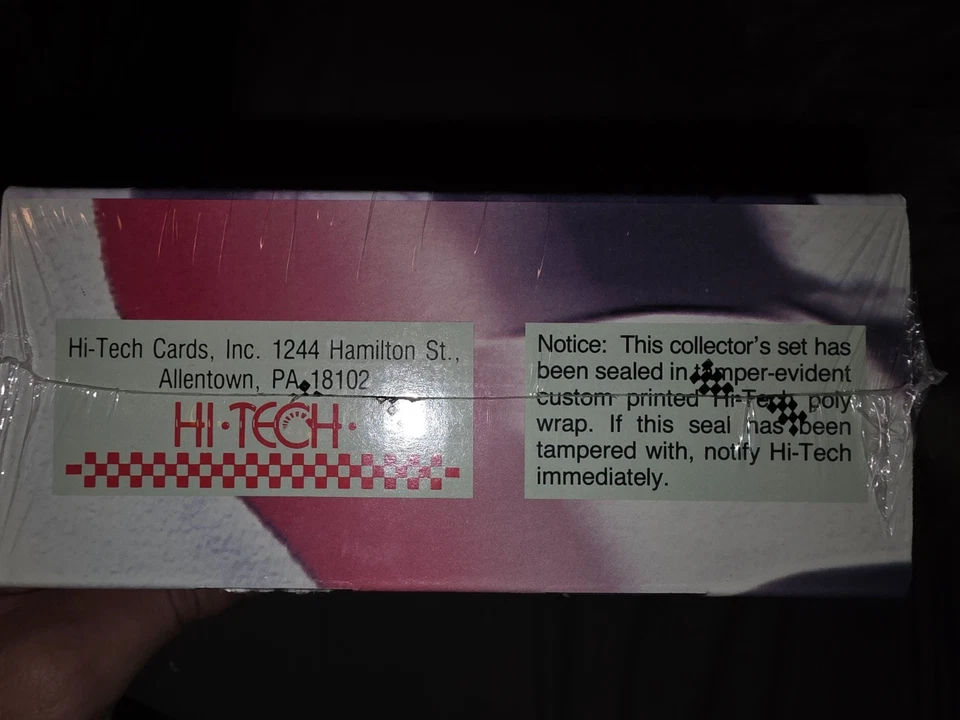 Hi-Tech Cards, Inc. 1244 Hamilton St.,
Allentown, PA 18102
HI·TECH·
Notice: This collector's set has
been sealed in tamper-evident
custom printed Hi-Tech poly
wrap. If this seal has been
tampered with, notify Hi-Tech
immediately.